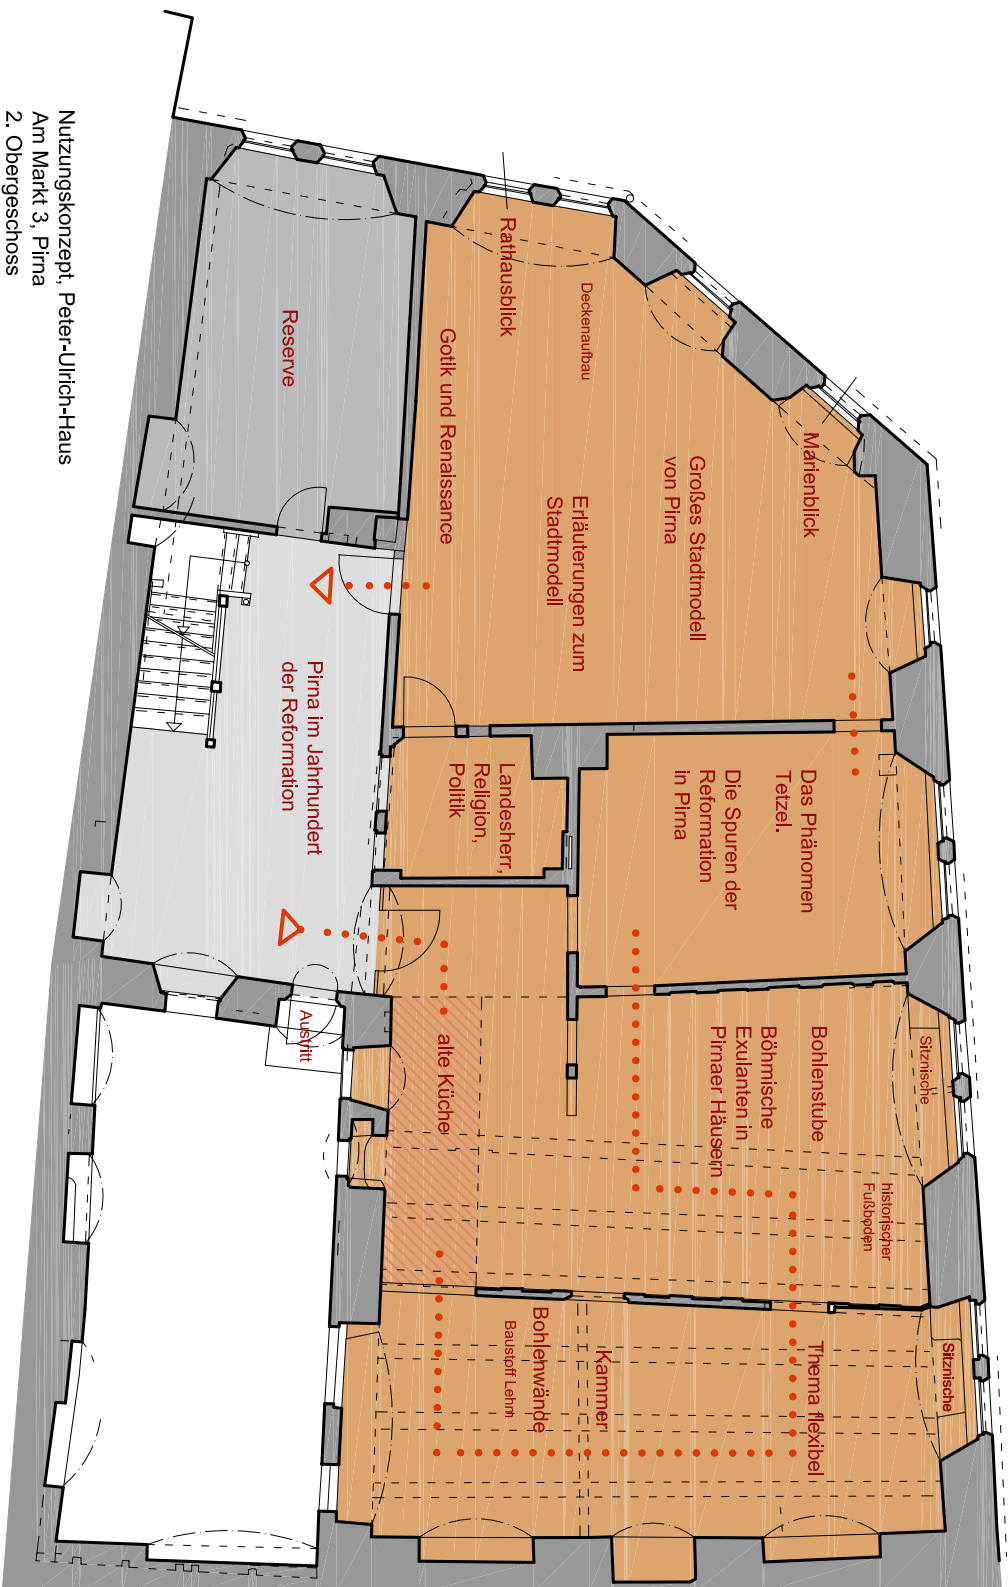 Nutzungskonzept, Peter-Ulrich-Haus
Am Markt 3, Pirna
2. Obergeschoss
Rathausblick
Deckenaufbau
Marienblick
Reserve
Gotik und Renaissance
Großes Stadtmodell
von Pirna
Erläuterungen zum
Stadtmodell
Pirna im Jahrhundert
der Reformation
Landesherr,
Religion,
Politik
Das Phänomen
Tetzel.
Die Spuren der
Reformation
in Pirna
Austritt
alte Küche
Bohlenstube
Böhmische
Exulanten in
Pirnaer Häusern
Sitznische
historischer
Fußboden
Sitznische
Thema flexibel
Kammer
Bohlenwände
Baustoff Lehm